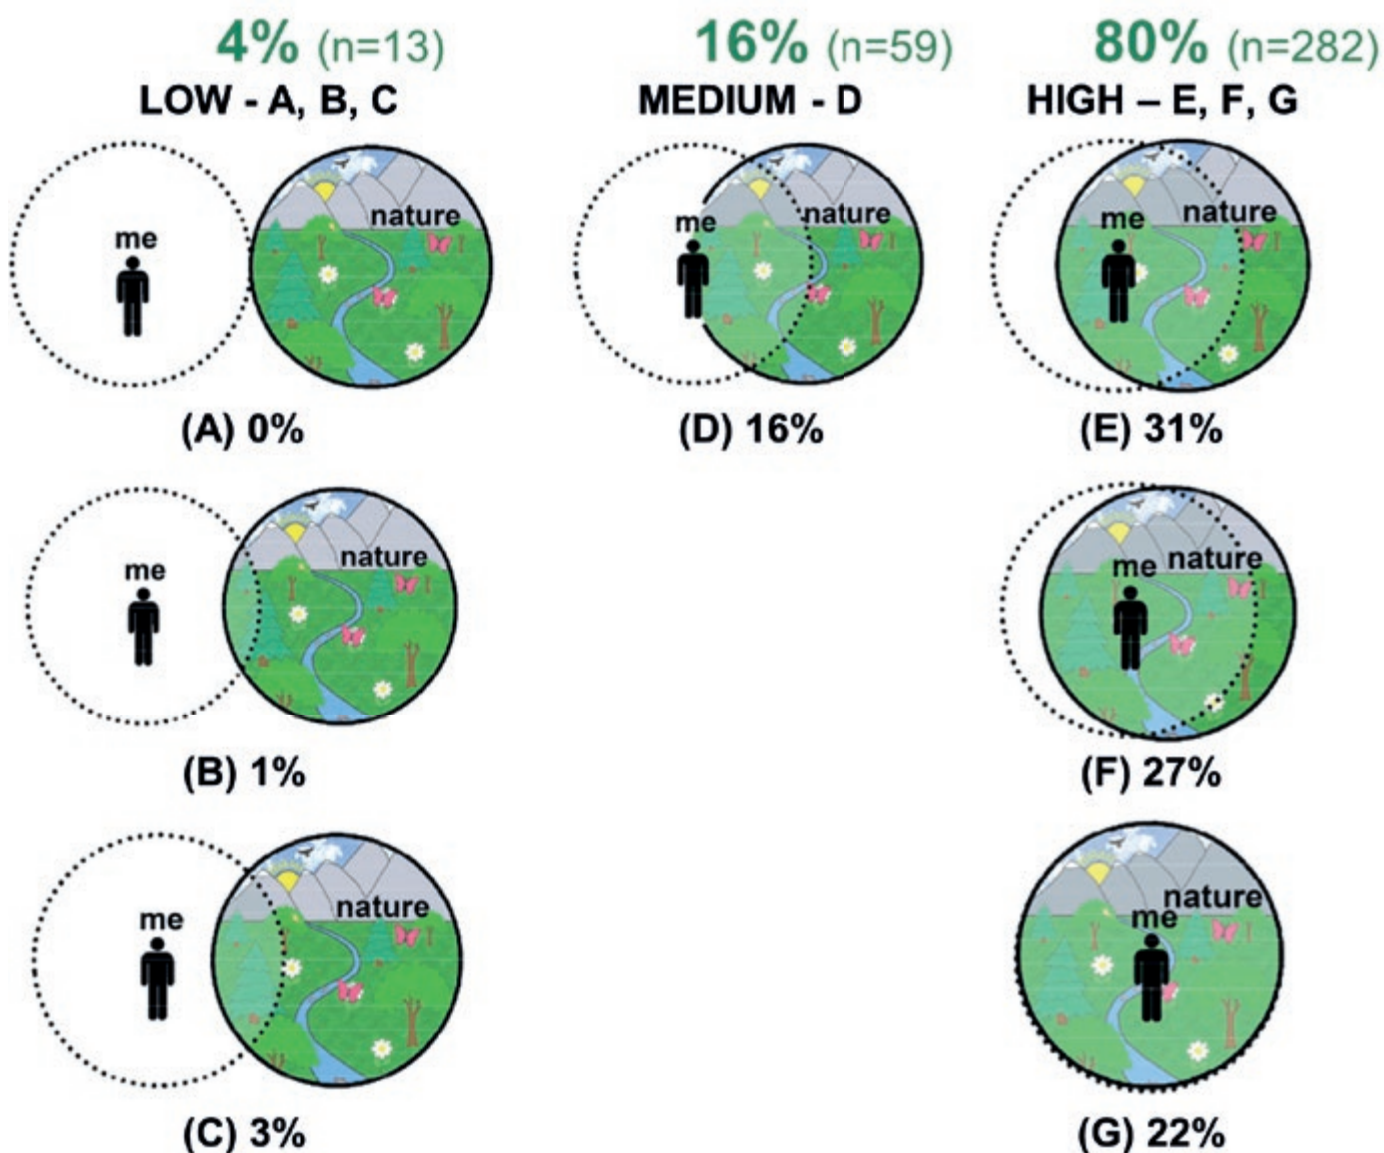 4% (n=13)
LOW - A, B, C
me
nature
(A) 0%
me
nature
(B) 1%
me
nature
(C) 3%
16% (n=59)
MEDIUM - D
me
nature
(D) 16%
80% (n=282)
HIGH – E, F, G
me
nature
(E) 31%
me
nature
(F) 27%
nature
me
(G) 22%